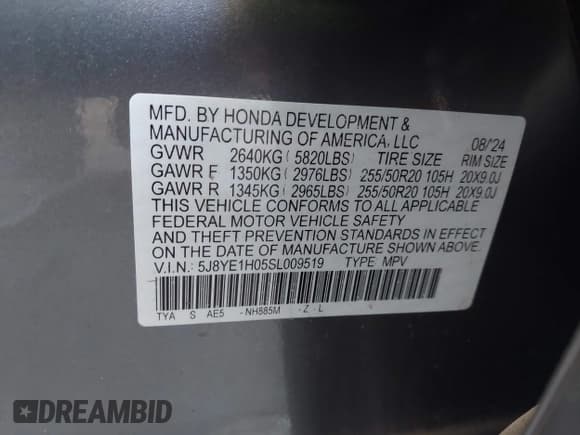 MFD. BY HONDA DEVELOPMENT &
MANUFACTURING OF AMERICA, LLC 08/'24
GVWR 2640KG ( 5820LBS) TIRE SIZE RIM SIZE
GAWR F 1350KG ( 2976LBS) 255/50R20 105H 20X9.0J
GAWR R 1345KG ( 2965LBS) 255/50R20 105H 20X9.0J
THIS VEHICLE CONFORMS TO ALL APPLICABLE
FEDERAL MOTOR VEHICLE SAFETY
AND THEFT PREVENTION STANDARDS IN EFFECT
ON THE DATE OF MANUFACTURE SHOWN ABOVE.
V.I.N.: 5J8YE1H05SL009519 TYPE MPV
TYA S AE5 - NH885M - Z - L
DREAMBID